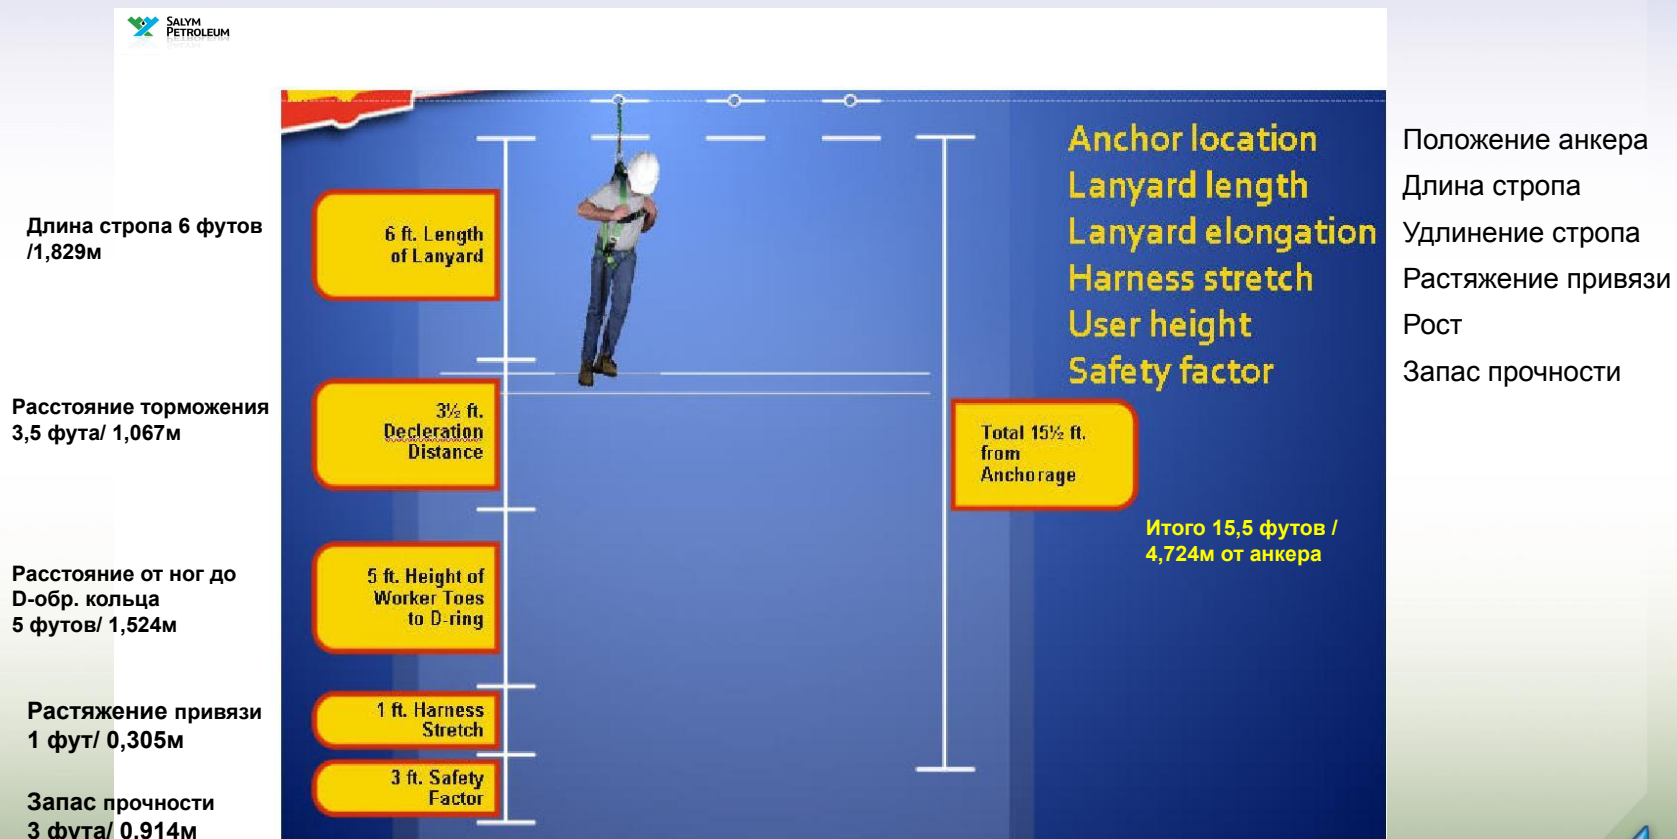 SALYM
PETROLEUM
Длина стропа 6 футов
/1,829м
Расстояние торможения
3,5 фута/ 1,067м
Расстояние от ног до
D-обр. кольца
5 футов/ 1,524м
Растяжение привязи
1 фут/ 0,305м
Запас прочности
3 фута/ 0,914м
6 ft. Length
of Lanyard
3½ ft.
Decleration
Distance
5 ft. Height of
Worker Toes
to D-ring
1 ft. Harness
Stretch
3 ft. Safety
Factor
Anchor location
Lanyard length
Lanyard elongation
Harness stretch
User height
Safety factor
Total 15½ ft.
from
Anchorage
Итого 15,5 футов /
4,724м от анкера
Положение анкера
Длина стропа
Удлинение стропа
Растяжение привязи
Рост
Запас прочности